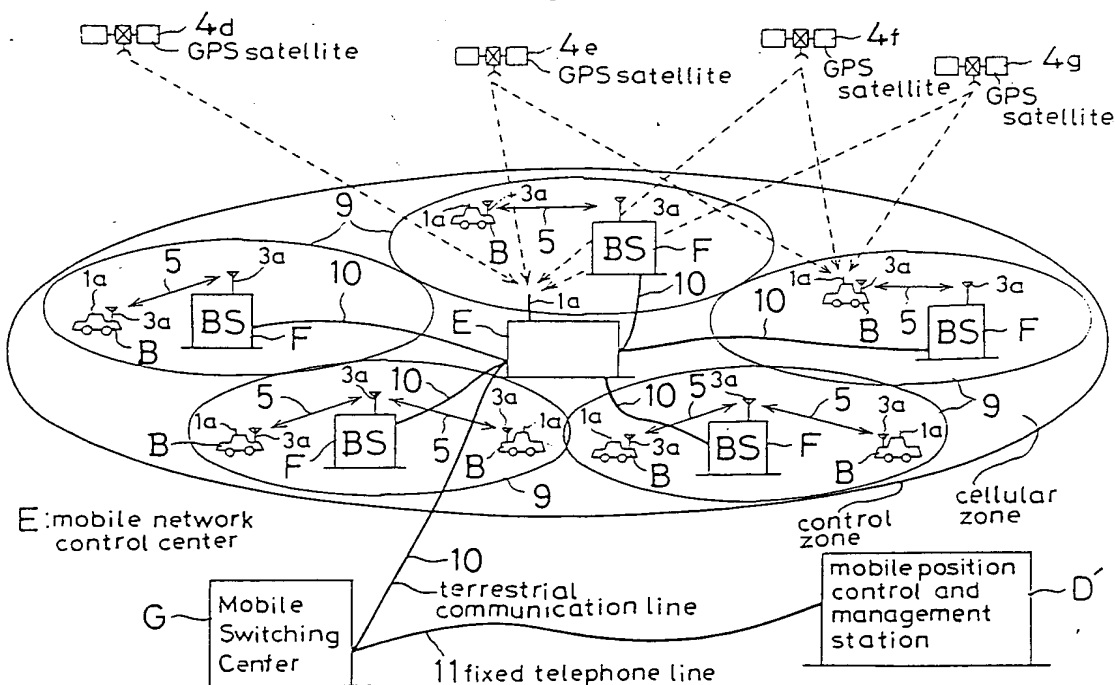 4d
GPS satellite
4e
GPS satellite
4f
GPS
satellite
4g
GPS
satellite
9
1a
3a
5
B
3a
BS
F
10
5
3a
1a
3a
B
BS
F
10
E
1a
1a
3a
B
5
3a
10
BS
F
9
5
3a
10
1a
3a
B
BS
F
5
3a
1a
B
9
10
5
3a
1a
3a
B
BS
F
5
3a
1a
B
9
cellular
zone
control
zone
E:mobile network
control center
10
terrestrial
communication line
G
Mobile
Switching
Center
11 fixed telephone line
mobile position
control and
management
station
D'